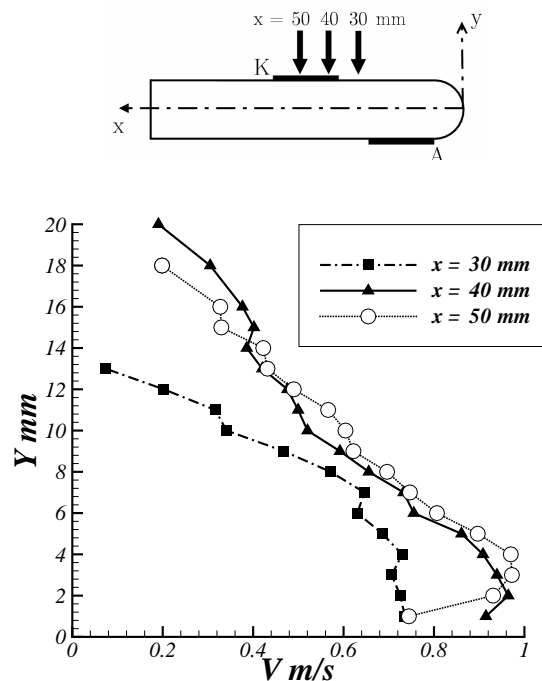 x = 50 40 30 mm
y
K
x
A
20
18
16
14
12
10
8
6
4
2
0
Y mm
x = 30 mm
x = 40 mm
x = 50 mm
0 0.2 0.4 0.6 0.8 1
V m/s